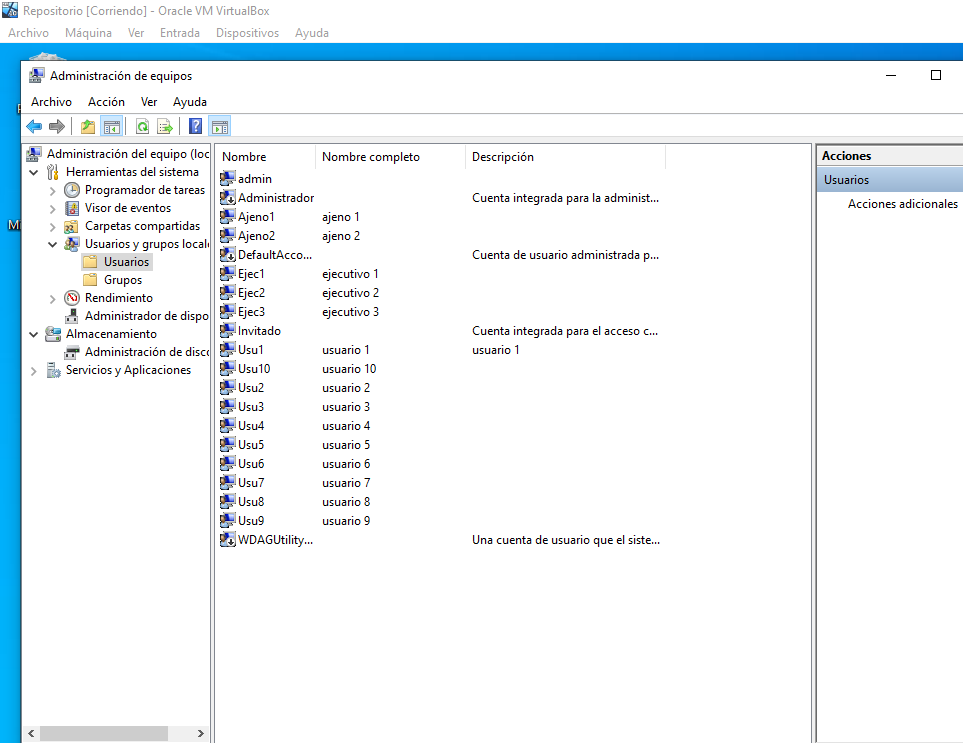 Repositorio [Corriendo] - Oracle VM VirtualBox
Archivo Máquina Ver Entrada Dispositivos Ayuda
Administración de equipos
Archivo Acción Ver Ayuda
Administración del equipo (loc
Herramientas del sistema
Programador de tareas
Visor de eventos
Carpetas compartidas
Usuarios y grupos locale
Usuarios
Grupos
Rendimiento
Administrador de dispo
Almacenamiento
Administración de disco
Servicios y Aplicaciones
Nombre Nombre completo Descripción
admin
Administrador Cuenta integrada para la administ...
Ajeno1 ajeno 1
Ajeno2 ajeno 2
DefaultAcco... Cuenta de usuario administrada p...
Ejec1 ejecutivo 1
Ejec2 ejecutivo 2
Ejec3 ejecutivo 3
Invitado Cuenta integrada para el acceso c...
Usu1 usuario 1 usuario 1
Usu10 usuario 10
Usu2 usuario 2
Usu3 usuario 3
Usu4 usuario 4
Usu5 usuario 5
Usu6 usuario 6
Usu7 usuario 7
Usu8 usuario 8
Usu9 usuario 9
WDAGUtility... Una cuenta de usuario que el siste...
Acciones
Usuarios
Acciones adicionales